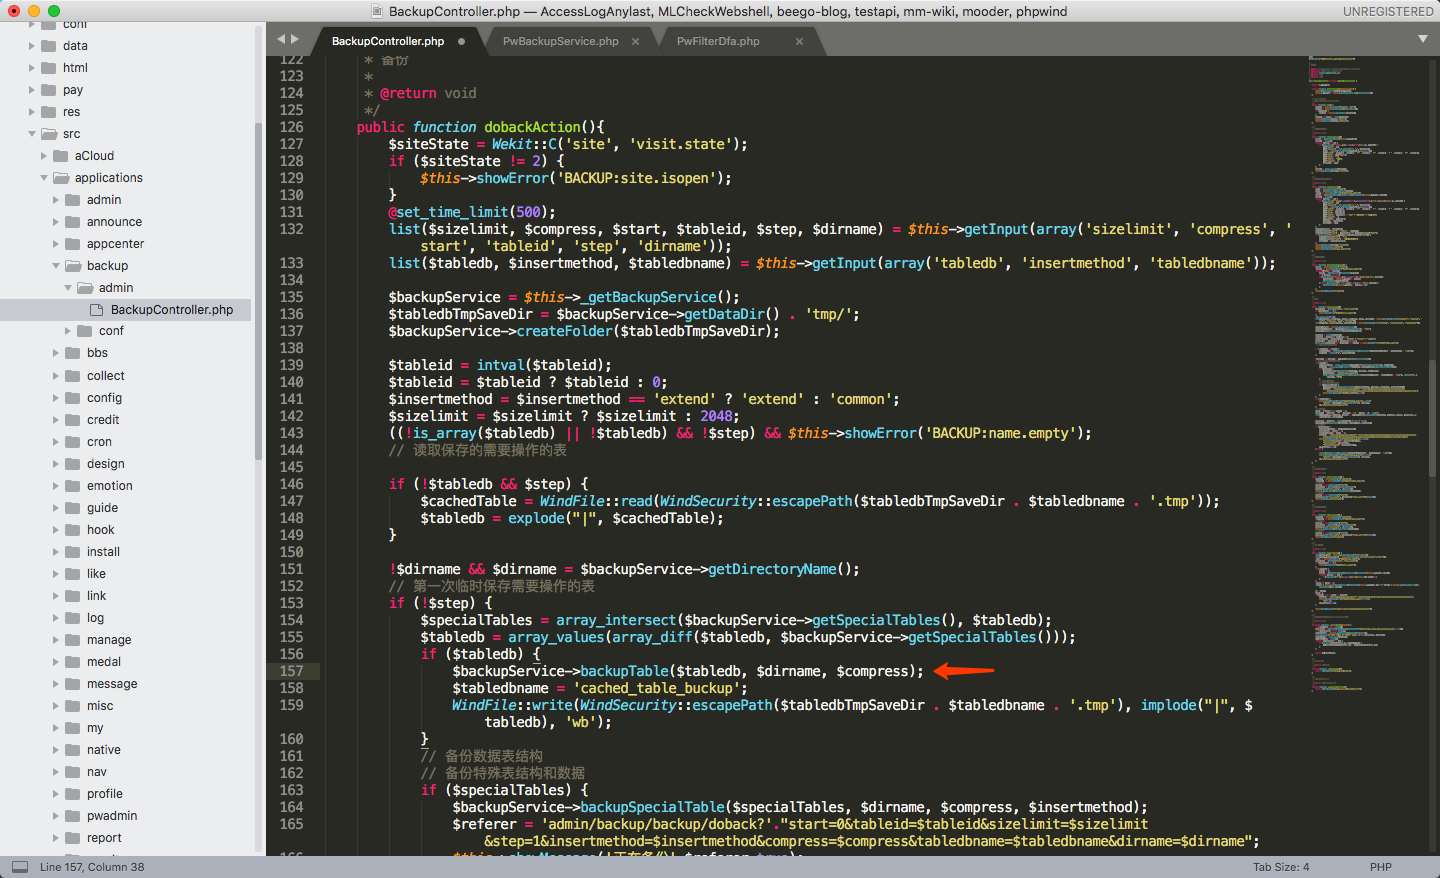 BackupController.php — AccessLogAnylast, MLCheckWebshell, beego-blog, testapi, mm-wiki, mooder, phpwind
UNREGISTERED
conf
data
html
pay
res
src
aCloud
applications
admin
announce
appcenter
backup
admin
BackupController.php
conf
bbs
collect
config
credit
cron
design
emotion
guide
hook
install
like
link
log
manage
medal
message
misc
my
native
nav
profile
pwadmin
report
BackupController.php
PwBackupService.php ×
PwFilterDfa.php ×
122 * 备份
123 *
124 * @return void
125 */
126 public function dobackAction(){
127 $siteState = Wekit::C('site', 'visit.state');
128 if ($siteState != 2) {
129 $this->showError('BACKUP:site.isopen');
130 }
131 @set_time_limit(500);
132 list($sizelimit, $compress, $start, $tableid, $step, $dirname) = $this->getInput(array('sizelimit', 'compress', '
start', 'tableid', 'step', 'dirname'));
133 list($tabledb, $insertmethod, $tabledbname) = $this->getInput(array('tabledb', 'insertmethod', 'tabledbname'));
134
135 $backupService = $this->_getBackupService();
136 $tabledbTmpSaveDir = $backupService->getDataDir() . 'tmp/';
137 $backupService->createFolder($tabledbTmpSaveDir);
138
139 $tableid = intval($tableid);
140 $tableid = $tableid ? $tableid : 0;
141 $insertmethod = $insertmethod == 'extend' ? 'extend' : 'common';
142 $sizelimit = $sizelimit ? $sizelimit : 2048;
143 ((!is_array($tabledb) || !$tabledb) && !$step) && $this->showError('BACKUP:name.empty');
144 // 读取保存的需要操作的表
145
146 if (!$tabledb && $step) {
147 $cachedTable = WindFile::read(WindSecurity::escapePath($tabledbTmpSaveDir . $tabledbname . '.tmp'));
148 $tabledb = explode("|", $cachedTable);
149 }
150
151 !$dirname && $dirname = $backupService->getDirectoryName();
152 // 第一次临时保存需要操作的表
153 if (!$step) {
154 $specialTables = array_intersect($backupService->getSpecialTables(), $tabledb);
155 $tabledb = array_values(array_diff($tabledb, $backupService->getSpecialTables()));
156 if ($tabledb) {
157 $backupService->backupTable($tabledb, $dirname, $compress);
158 $tabledbname = 'cached_table_buckup';
159 WindFile::write(WindSecurity::escapePath($tabledbTmpSaveDir . $tabledbname . '.tmp'), implode("|", $
tabledb), 'wb');
160 }
161 // 备份数据表结构
162 // 备份特殊表结构和数据
163 if ($specialTables) {
164 $backupService->backupSpecialTable($specialTables, $dirname, $compress, $insertmethod);
165 $referer = 'admin/backup/backup/doback?'."start=0&tableid=$tableid&sizelimit=$sizelimit
&step=1&insertmethod=$insertmethod&compress=$compress&tabledbname=$tabledbname&dirname=$dirname";
Line 157, Column 38
Tab Size: 4
PHP